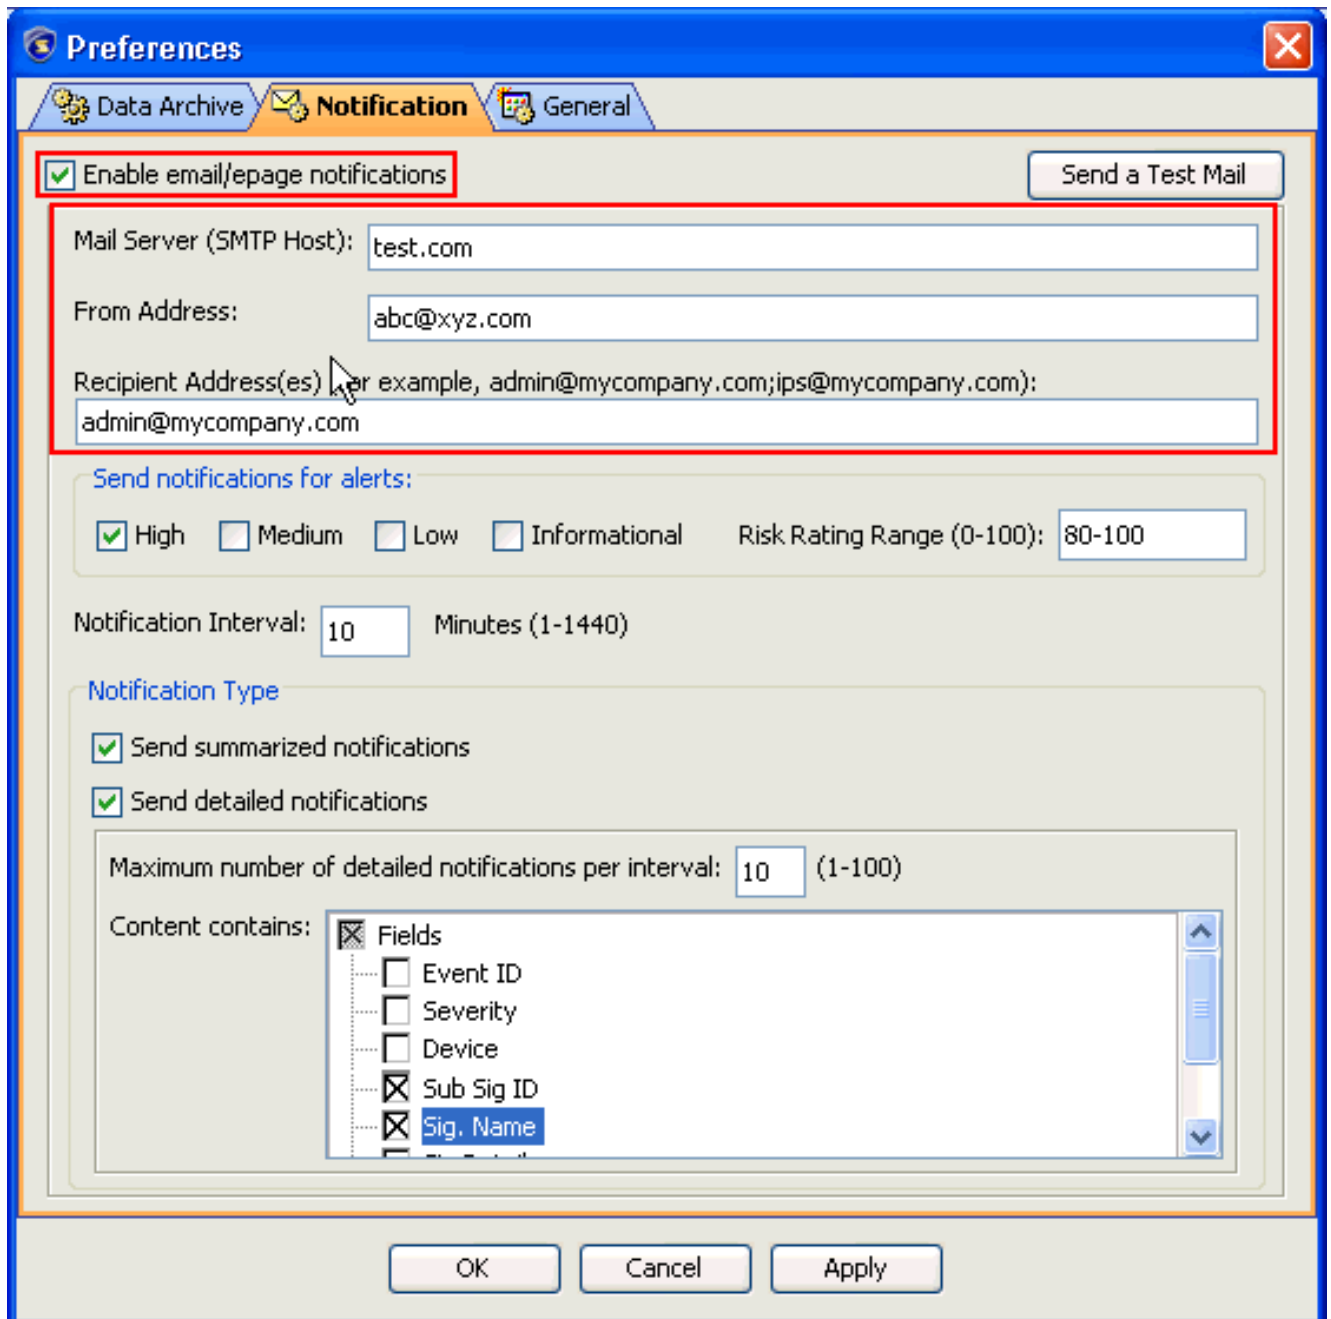 Preferences
Data Archive Notification General
Enable email/epage notifications Send a Test Mail
Mail Server (SMTP Host): test.com
From Address: abc@xyz.com
Recipient Address(es) example, admin@mycompany.com;ips@mycompany.com):
admin@mycompany.com
Send notifications for alerts:
High Medium Low Informational Risk Rating Range (0-100): 80-100
Notification Interval: 10 Minutes (1-1440)
Notification Type
Send summarized notifications
Send detailed notifications
Maximum number of detailed notifications per interval: 10 (1-100)
Content contains: Fields
Event ID
Severity
Device
Sub Sig ID
Sig. Name
OK Cancel Apply